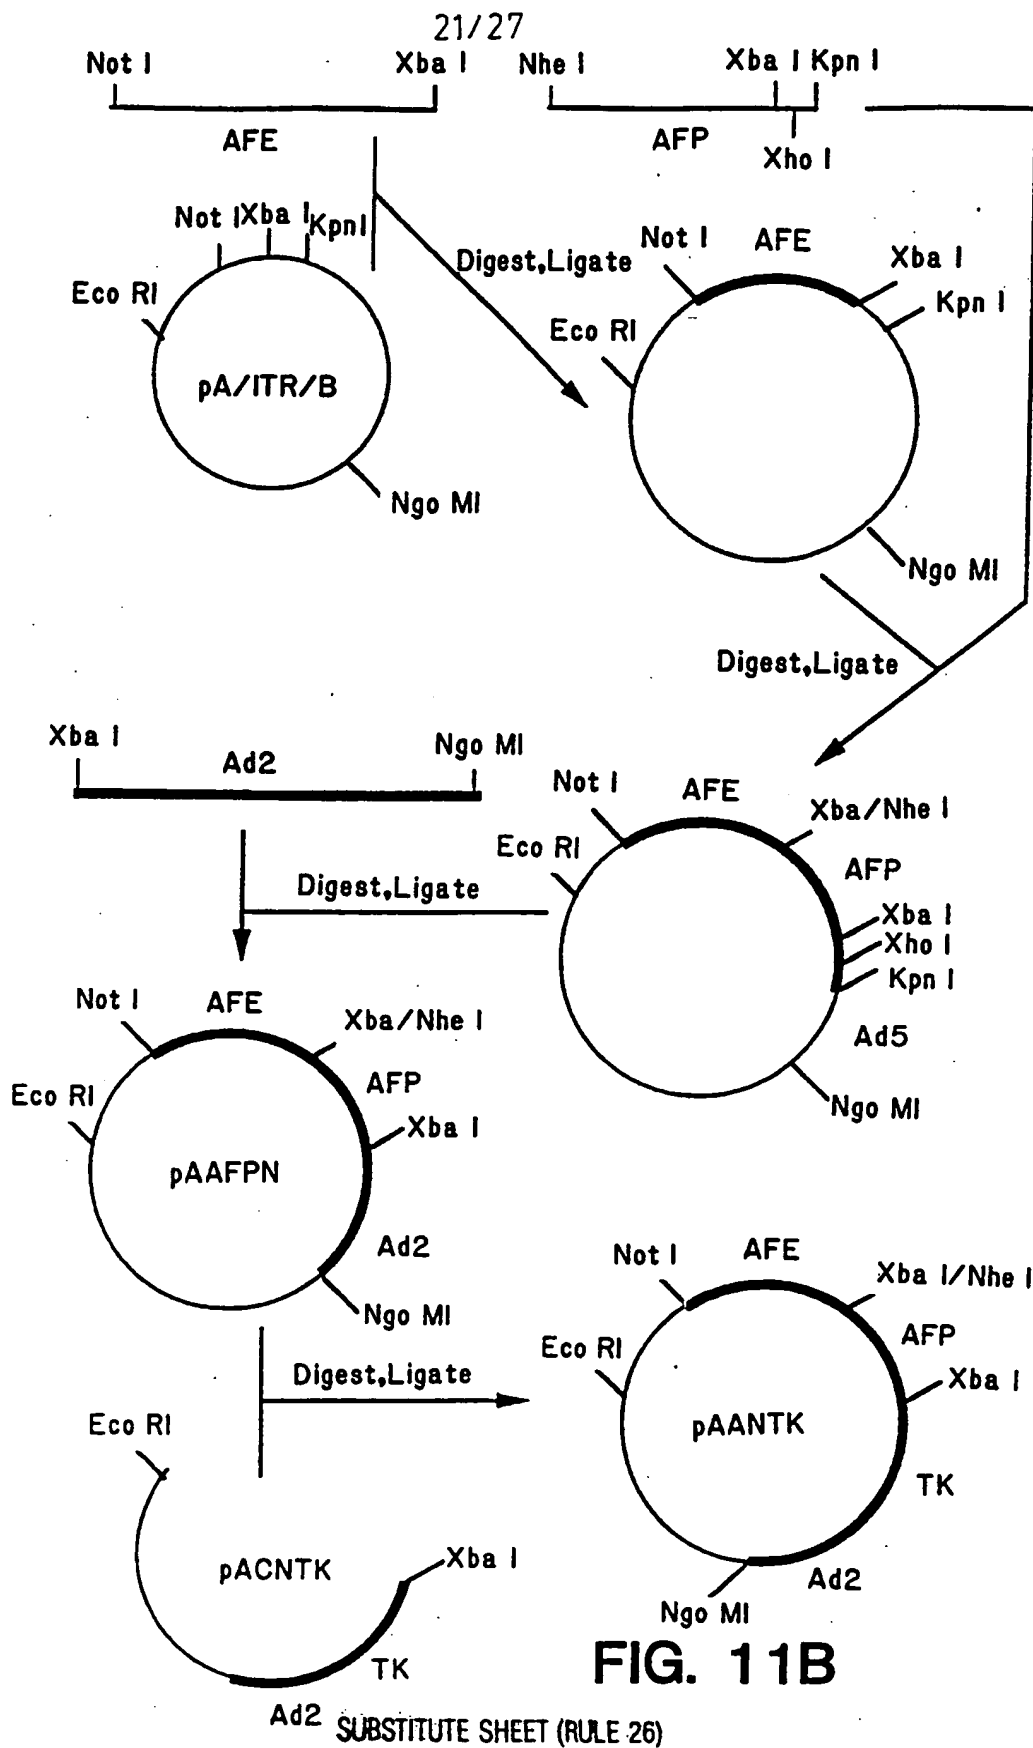 21/27
Not I
Xba I
Nhe I
Xba I
Kpn I
AFE
AFP
Xho I
Not I
Xba I
Kpn I
Eco RI
pA/ITR/B
Ngo MI
Digest,Ligate
Not I
AFE
Xba I
Kpn I
Eco RI
Ngo MI
Digest,Ligate
Xba I
Ad2
Ngo MI
Digest,Ligate
Not I
AFE
Xba/Nhe I
Eco RI
AFP
Xba I
Xho I
Kpn I
Ad5
Ngo MI
Not I
AFE
Xba/Nhe I
Eco RI
AFP
Xba I
pAAFPN
Ad2
Ngo MI
Digest,Ligate
Eco RI
pACNTK
Xba I
TK
Ad2
Not I
AFE
Xba I/Nhe I
AFP
Eco RI
Xba I
pAANTK
TK
Ad2
Ngo MI
FIG. 11B
SUBSTITUTE SHEET (RULE 26)